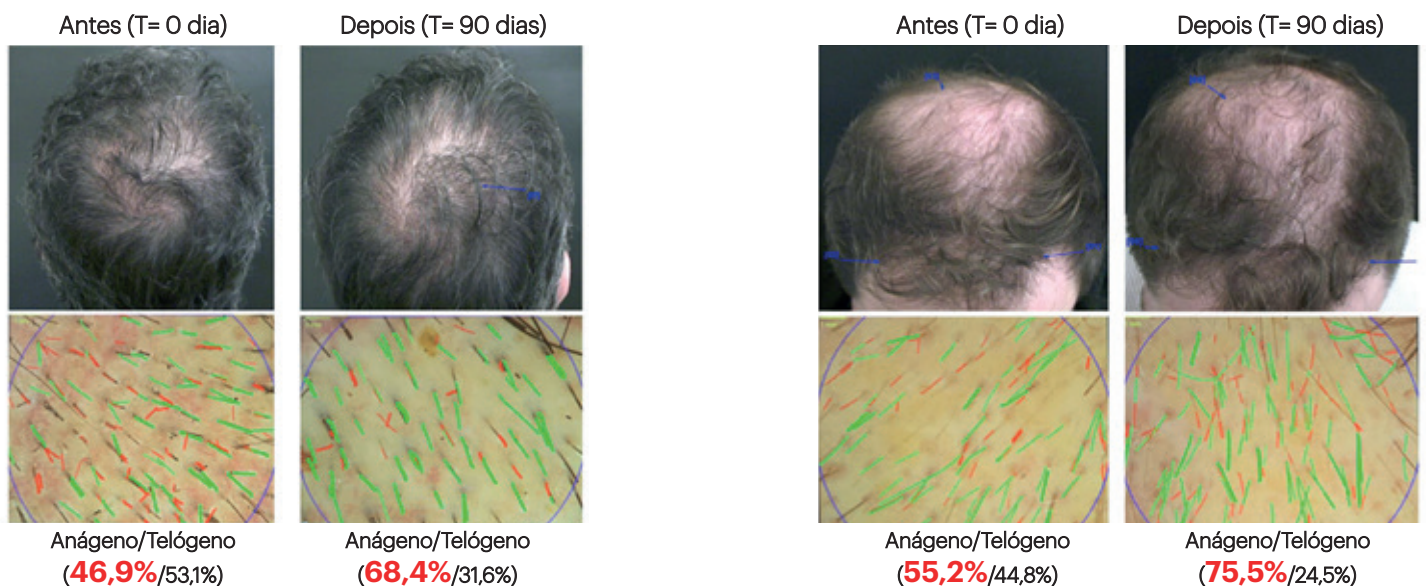 Antes (T= 0 dia)
Depois (T= 90 dias)
Anágeno/Telógeno
(46,9%/53,1%)
Anágeno/Telógeno
(68,4%/31,6%)
Antes (T= 0 dia)
Depois (T= 90 dias)
Anágeno/Telógeno
(55,2%/44,8%)
Anágeno/Telógeno
(75,5%/24,5%)